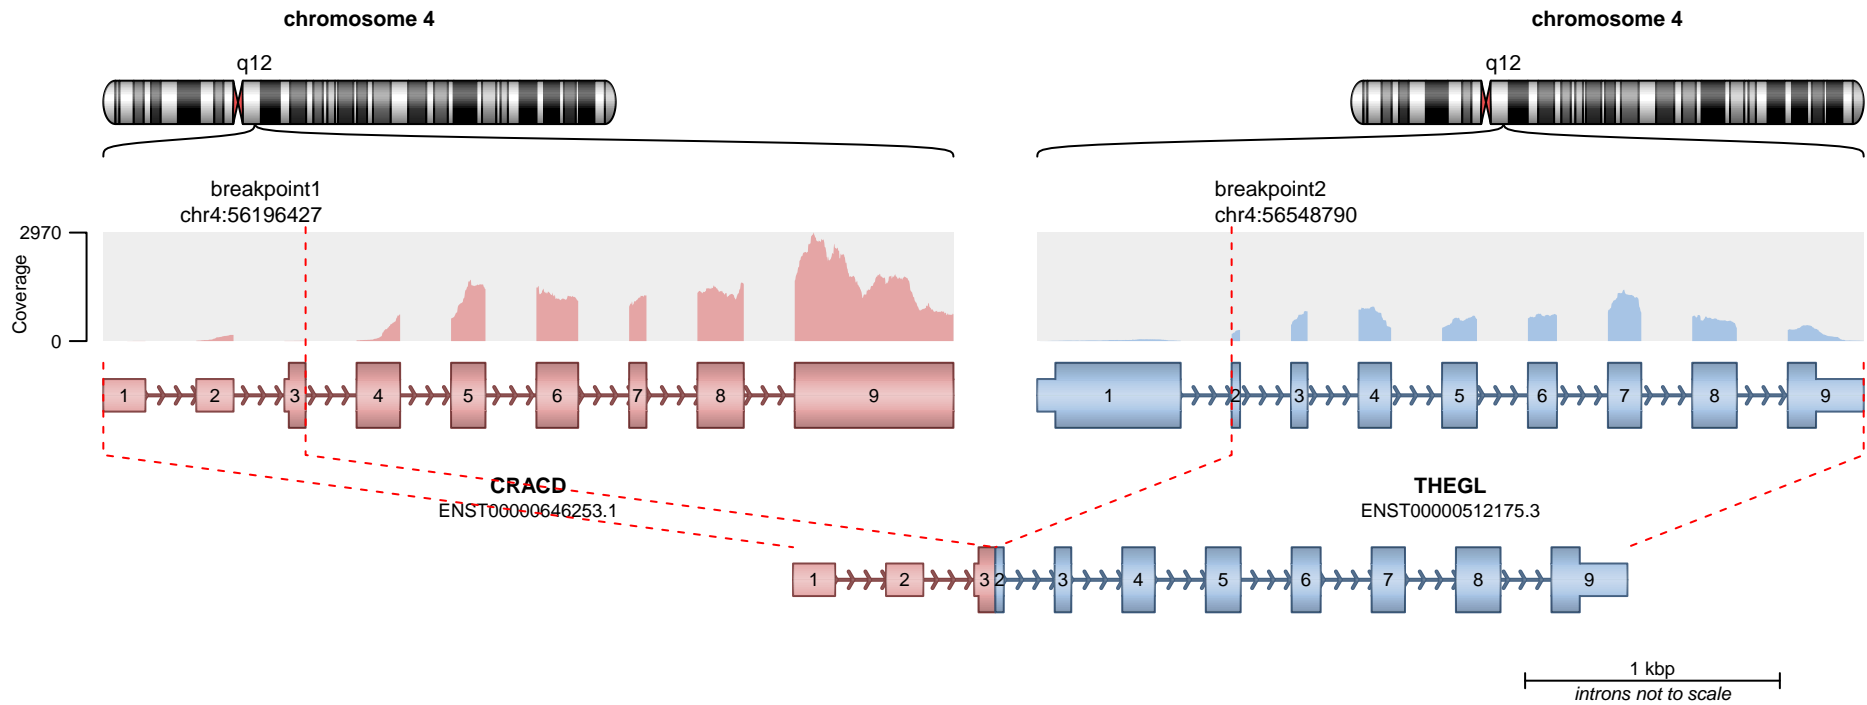 chromosome 4
chromosome 4
q12
q12
breakpoint1
chr4:56196427
breakpoint2
chr4:56548790
2970
Coverage
0
1 2 3 4 5 6 7 8 9
1 2 3 4 5 6 7 8 9
CRACD
ENST00000646253.1
THEGL
ENST00000512175.3
1 2 3 2 3 4 5 6 7 8 9
1 kbp
introns not to scale